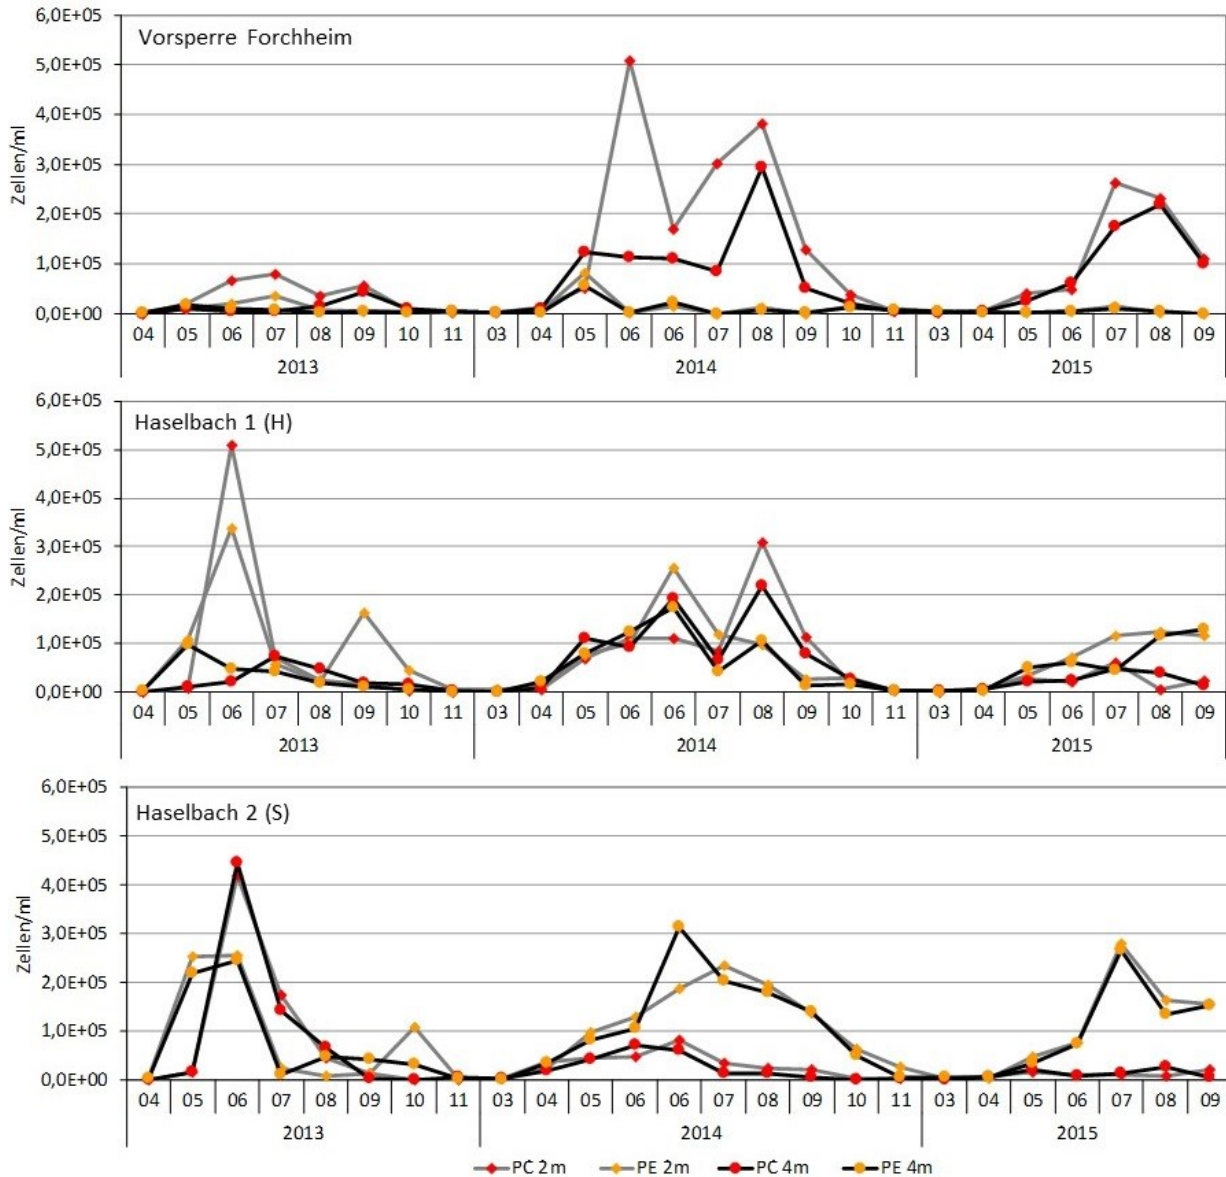 6,0E+05
Vorsperre Forchheim
5,0E+05
4,0E+05
3,0E+05
2,0E+05
1,0E+05
0,0E+00
Zellen/ml
04 05 06 07 08 09 10 11 03 04 05 06 06 07 08 09 10 11 03 04 05 06 07 08 09
2013 2014 2015
6,0E+05
Haselbach 1 (H)
5,0E+05
4,0E+05
3,0E+05
2,0E+05
1,0E+05
0,0E+00
Zellen/ml
04 05 06 07 08 09 10 11 03 04 05 06 06 07 08 09 10 11 03 04 05 06 07 08 09
2013 2014 2015
6,0E+05
Haselbach 2 (S)
5,0E+05
4,0E+05
3,0E+05
2,0E+05
1,0E+05
0,0E+00
Zellen/ml
04 05 06 07 08 09 10 11 03 04 05 06 06 07 08 09 10 11 03 04 05 06 07 08 09
2013 2014 2015
PC 2m PE 2m PC 4m PE 4m